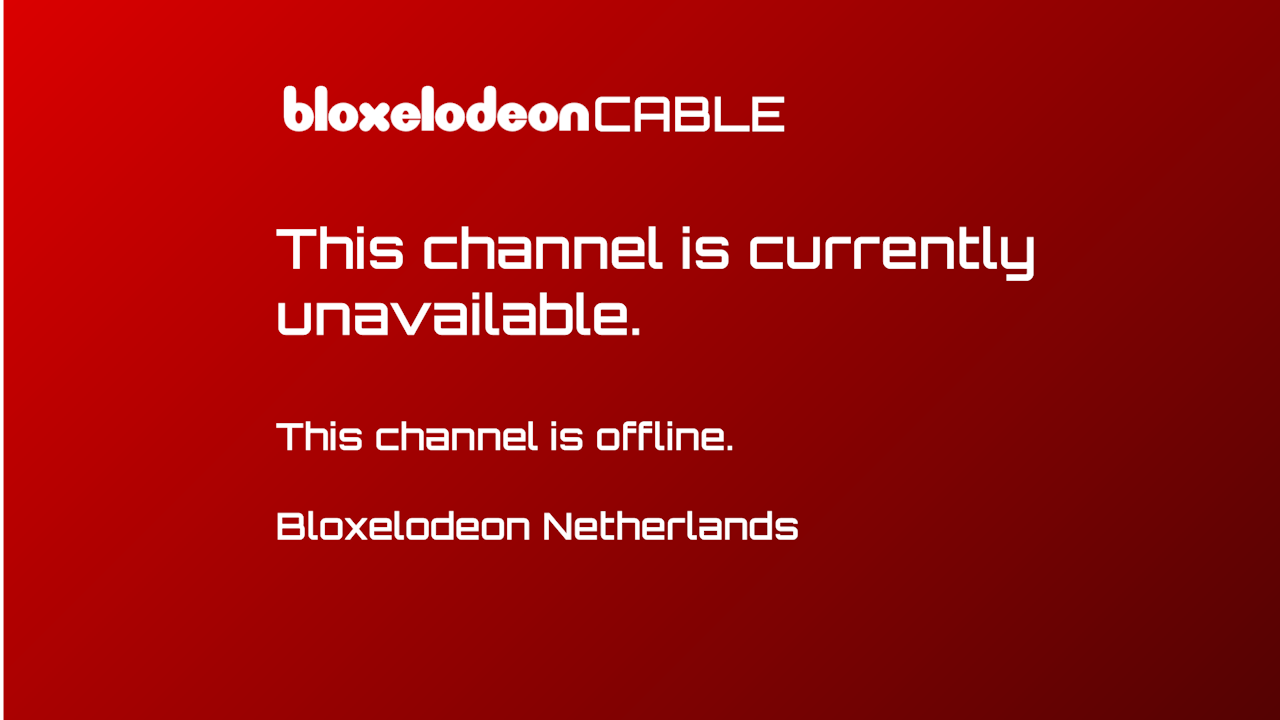 bloxelodeonCABLE
This channel is currently
unavailable.
This channel is offline.
Bloxelodeon Netherlands